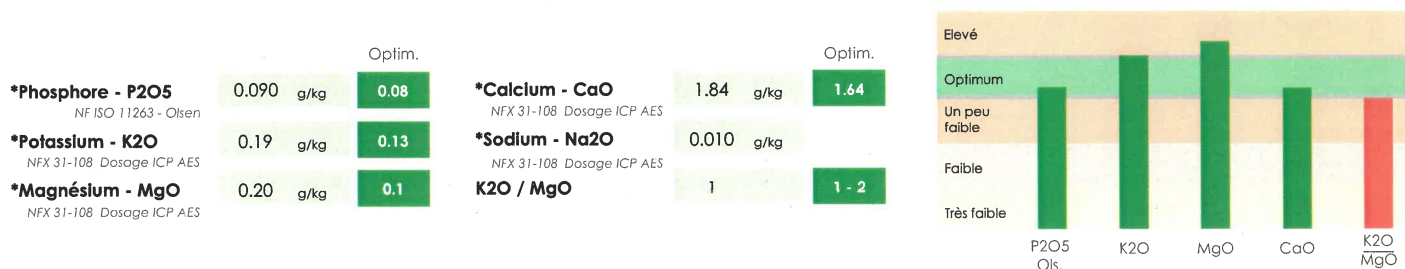 Optim.
*Phosphore - P2O5 0.090 g/kg 0.08
NF ISO 11263 - Olsen
*Potassium - K2O 0.19 g/kg 0.13
NFX 31-108 Dosage ICP AES
*Magnésium - MgO 0.20 g/kg 0.1
NFX 31-108 Dosage ICP AES
Optim.
*Calcium - CaO 1.84 g/kg 1.64
NFX 31-108 Dosage ICP AES
*Sodium - Na2O 0.010 g/kg
NFX 31-108 Dosage ICP AES
K2O / MgO 1 1 - 2
Elevé
Optimum
Un peu
faible
Faible
Très faible
P2O5
Ols.
K2O
MgO
CaO
K2O
MgO